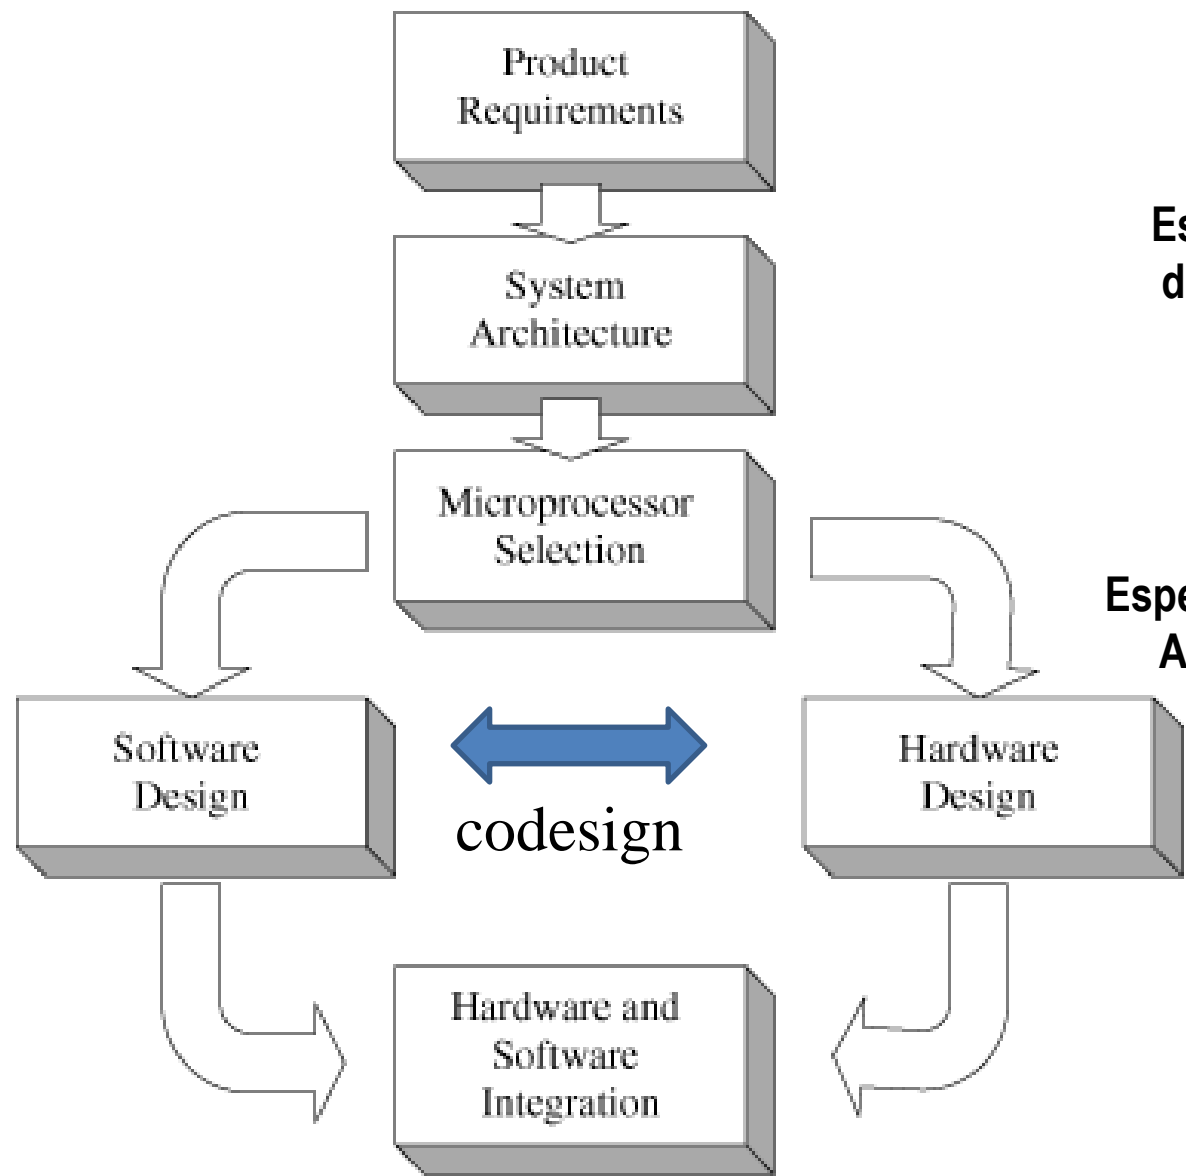 Product
Requirements
System
Architecture
Microprocessor
Selection
Software
Design
codesign
Hardware
Design
Hardware and
Software
Integration